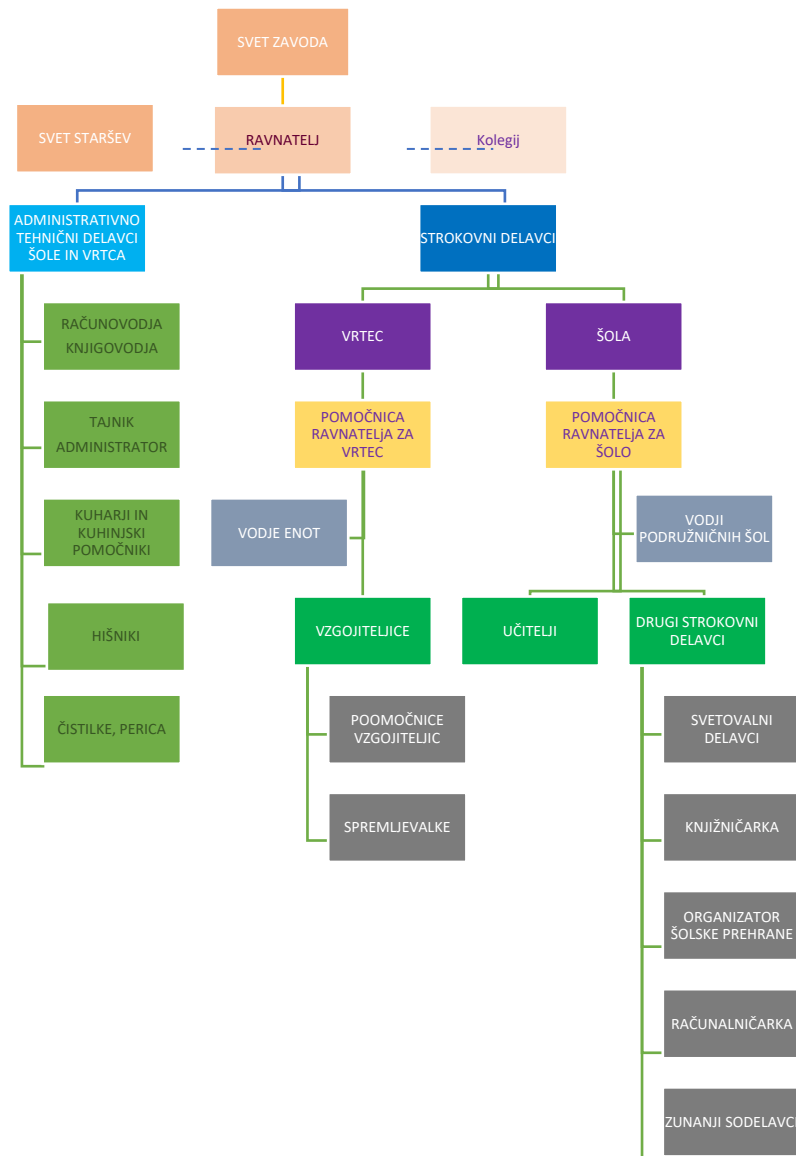 SVET ZAVODA
SVET STARŠEV
RAVNATELJ
Kolegij
ADMINISTRATIVNO
TEHNIČNI DELAVCI
ŠOLE IN VRTCA
STROKOVNI DELAVCI
RAČUNOVODJA
KNJIGOVODJA
VRTEC
ŠOLA
TAJNIK
ADMINISTRATOR
POMOČNICA
RAVNATELjA ZA
VRTEC
POMOČNICA
RAVNATELjA ZA
ŠOLO
KUHARJI IN
KUHINJSKI
POMOČNIKI
VODJE ENOT
VODJI
PODRUŽNIČNIH ŠOL
HIŠNIKI
VZGOJITELJICE
UČITELJI
DRUGI STROKOVNI
DELAVCI
ČISTILKE, PERICA
POOMOČNICE
VZGOJITELJIC
SVETOVALNI
DELAVCI
SPREMLJEVALKE
KNJIŽNIČARKA
ORGANIZATOR
ŠOLSKE PREHRANE
RAČUNALNIČARKA
ZUNANJI SODELAVCI